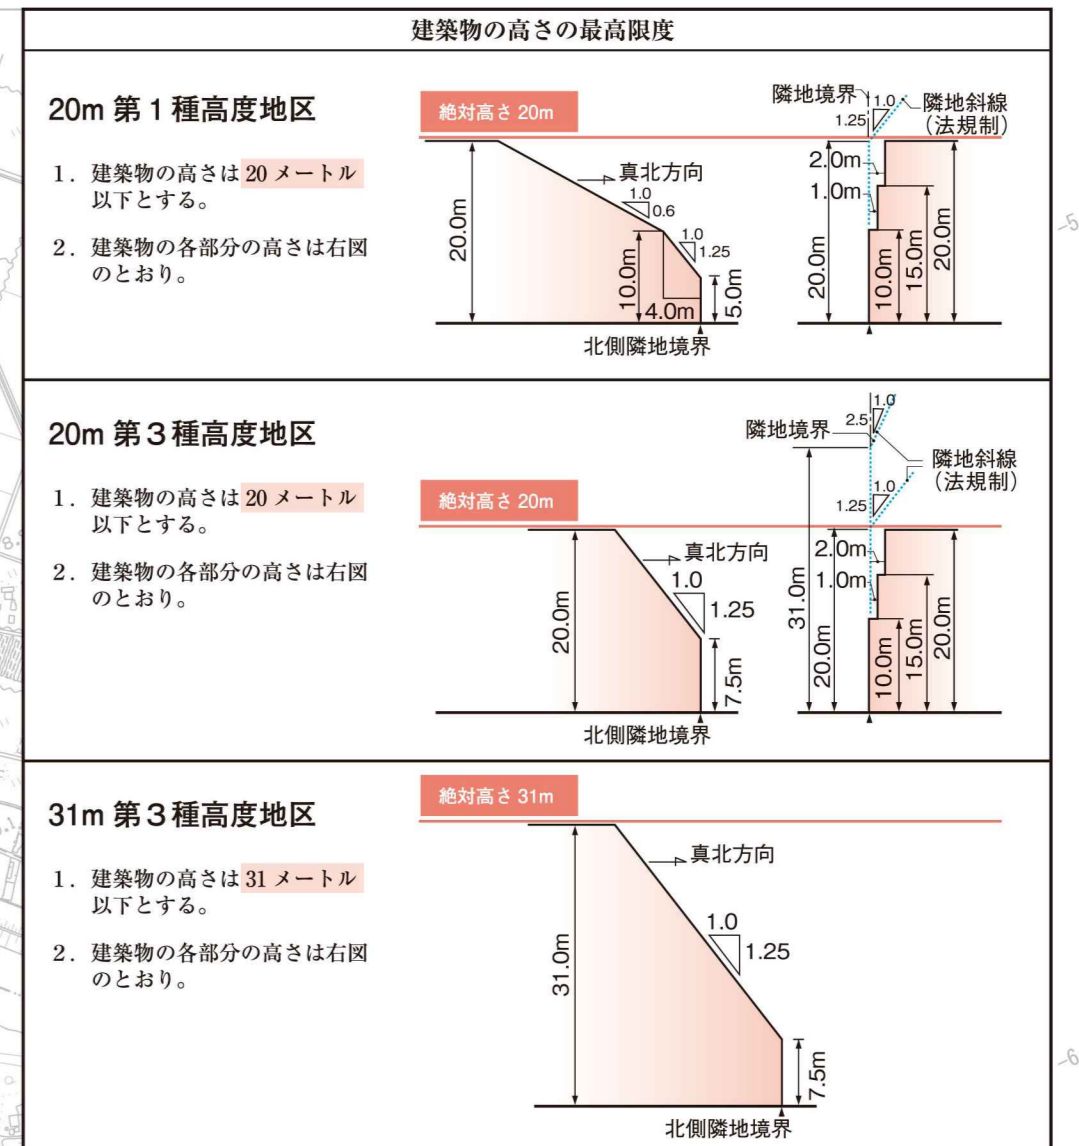 建築物の高さの最高限度
20m 第1種高度地区
1. 建築物の高さは 20 メートル
以下とする。
2. 建築物の各部分の高さは右図
のとおり。
絶対高さ 20m
真北方向
1.0
0.6
1.0
1.25
20.0m
10.0m
4.0m
5.0m
北側隣地境界
隣地境界
1.0
1.25
隣地斜線
(法規制)
2.0m
1.0m
20.0m
10.0m
15.0m
20.0m
20m 第3種高度地区
1. 建築物の高さは 20 メートル
以下とする。
2. 建築物の各部分の高さは右図
のとおり。
絶対高さ 20m
真北方向
1.0
1.25
20.0m
7.5m
北側隣地境界
1.0
2.5
隣地境界
隣地斜線
(法規制)
1.0
1.25
2.0m
1.0m
31.0m
20.0m
10.0m
15.0m
20.0m
31m 第3種高度地区
1. 建築物の高さは 31 メートル
以下とする。
2. 建築物の各部分の高さは右図
のとおり。
絶対高さ 31m
真北方向
1.0
1.25
31.0m
7.5m
北側隣地境界
-5
-6